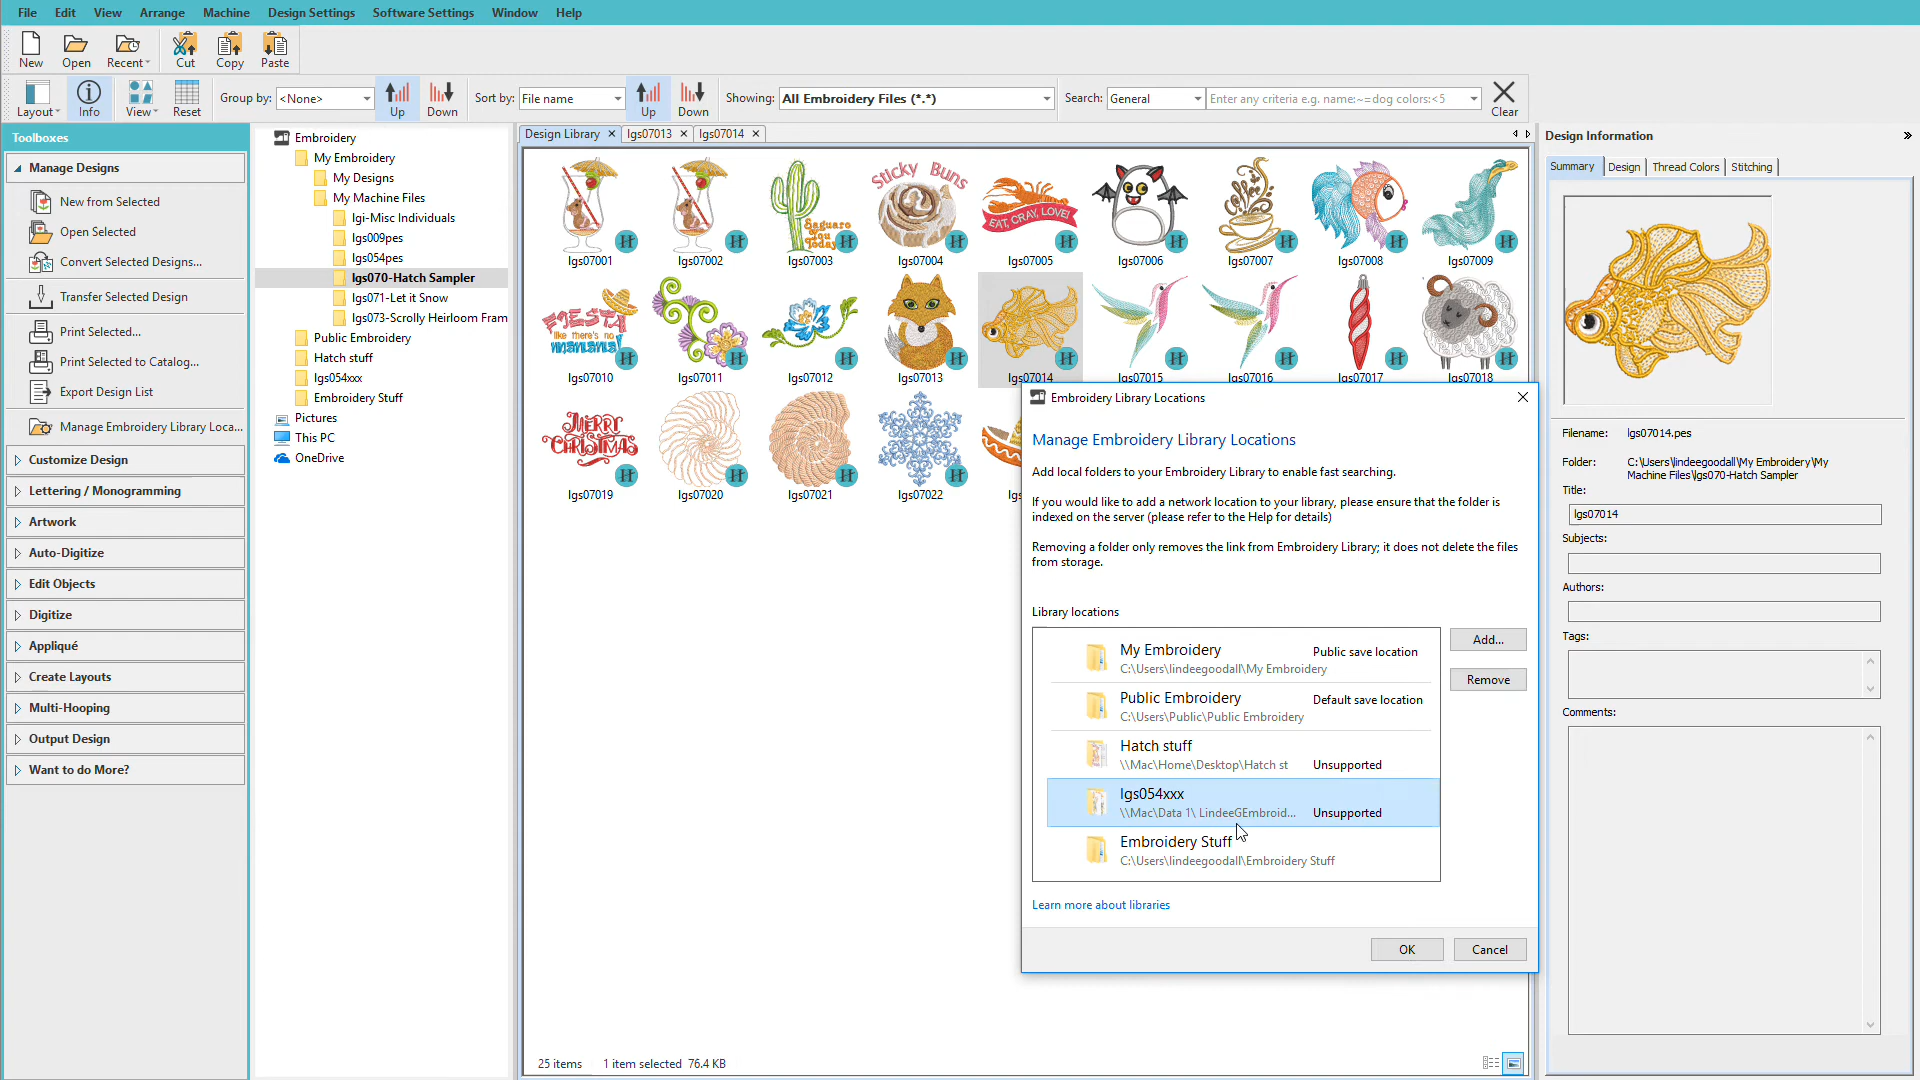 File Edit View Arrange Machine Design Settings Software Settings Window Help
New Open Recent Cut Copy Paste
Layout Info View Reset Group by: <None> Up Down Sort by: File name Up Down Showing: All Embroidery Files (*.*) Search: General Enter any criteria e.g. name:~=dog colors:<5 Clear
Toolboxes
Manage Designs
New from Selected
Open Selected
Convert Selected Designs...
Transfer Selected Design
Print Selected...
Print Selected to Catalog...
Export Design List
Manage Embroidery Library Loca...
Customize Design
Lettering / Monogramming
Artwork
Auto-Digitize
Edit Objects
Digitize
Appliqué
Create Layouts
Multi-Hooping
Output Design
Want to do More?
Embroidery
My Embroidery
My Designs
My Machine Files
lgi-Misc Individuals
lgs009pes
lgs054pes
lgs070-Hatch Sampler
lgs071-Let it Snow
lgs073-Scrolly Heirloom Fram
Public Embroidery
Hatch stuff
lgs054xxx
Embroidery Stuff
Pictures
This PC
OneDrive
Design Library lgs07013 lgs07014
Saguaro
You
Today
Sticky Buns
EAT, CRAY, LOVE!
Coffee
lgs07001 lgs07002 lgs07003 lgs07004 lgs07005 lgs07006 lgs07007 lgs07008 lgs07009
FIESTA
like there's no
mañana!
lgs07010 lgs07011 lgs07012 lgs07013 lgs07014 lgs07015 lgs07016 lgs07017 lgs07018
MERRY
CHRISTMAS
lgs07019 lgs07020 lgs07021 lgs07022
Embroidery Library Locations
Manage Embroidery Library Locations
Add local folders to your Embroidery Library to enable fast searching.
If you would like to add a network location to your library, please ensure that the folder is
indexed on the server (please refer to the Help for details)
Removing a folder only removes the link from Embroidery Library; it does not delete the files
from storage.
Library locations
My Embroidery Public save location
C:\Users\lindeegoodall\My Embroidery
Public Embroidery Default save location
C:\Users\Public\Public Embroidery
Hatch stuff
\\Mac\Home\Desktop\Hatch st Unsupported
lgs054xxx
\\Mac\Data 1\ LindeeGEmbroid... Unsupported
Embroidery Stuff
C:\Users\lindeegoodall\Embroidery Stuff
Add...
Remove
Learn more about libraries
OK Cancel
25 items 1 item selected 76.4 KB
Design Information
Summary Design Thread Colors Stitching
Filename: lgs07014.pes
Folder: C:\Users\lindeegoodall\My Embroidery\My
Machine Files\lgs070-Hatch Sampler
Title:
lgs07014
Subjects:
Authors:
Tags:
Comments: